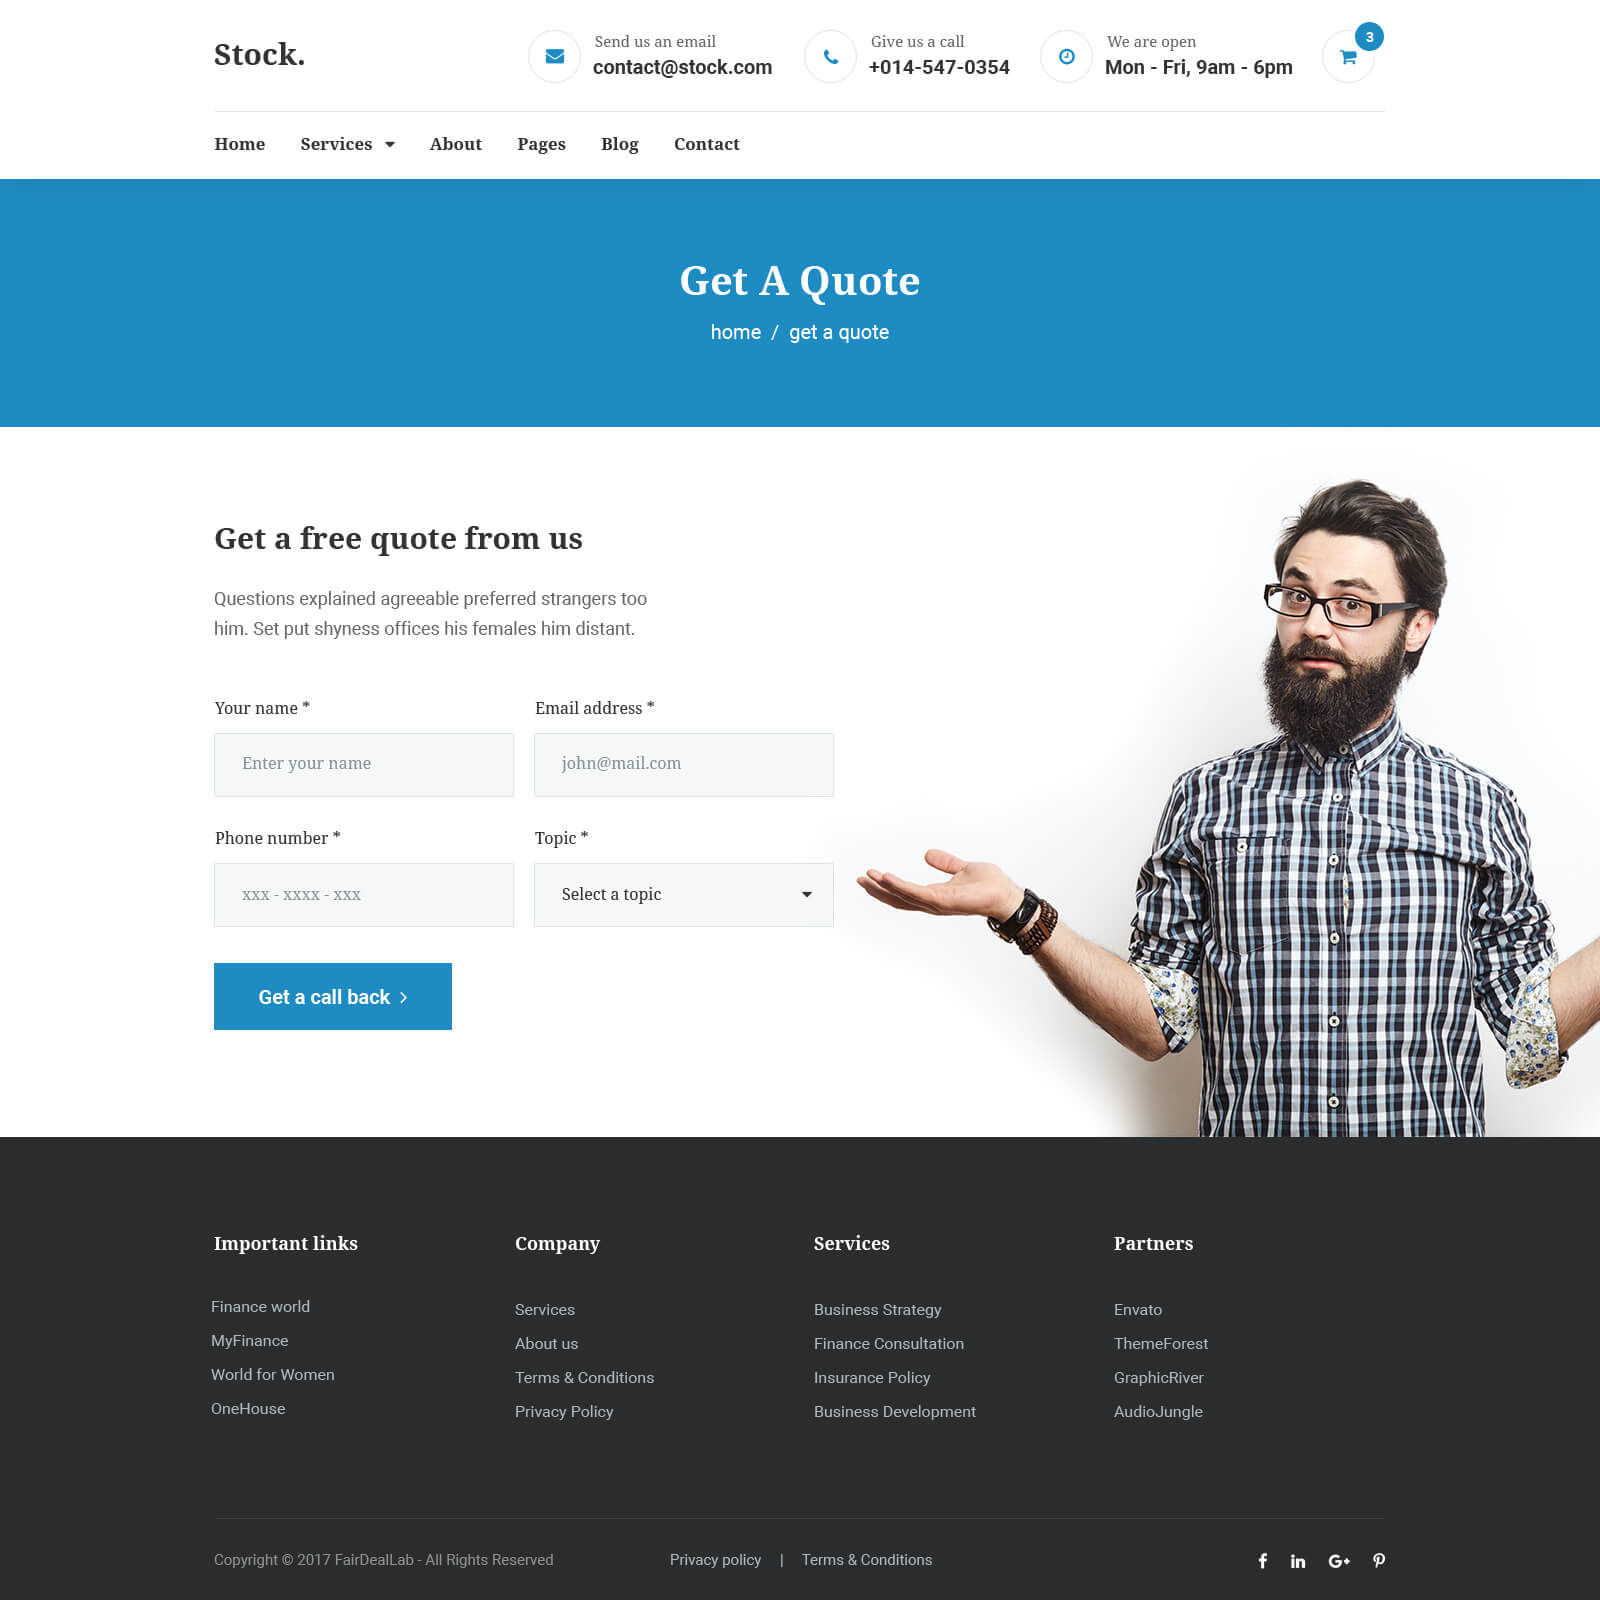 Stock.
Send us an email
contact@stock.com
Give us a call
+014-547-0354
We are open
Mon - Fri, 9am - 6pm
3
Home Services About Pages Blog Contact
Get A Quote
home / get a quote
Get a free quote from us
Questions explained agreeable preferred strangers too
him. Set put shyness offices his females him distant.
Your name *
Enter your name
Email address *
john@mail.com
Phone number *
xxx - xxxx - xxx
Topic *
Select a topic
Get a call back
Important links
Finance world
MyFinance
World for Women
OneHouse
Company
Services
About us
Terms & Conditions
Privacy Policy
Services
Business Strategy
Finance Consultation
Insurance Policy
Business Development
Partners
Envato
ThemeForest
GraphicRiver
AudioJungle
Copyright © 2017 FairDealLab - All Rights Reserved
Privacy policy | Terms & Conditions